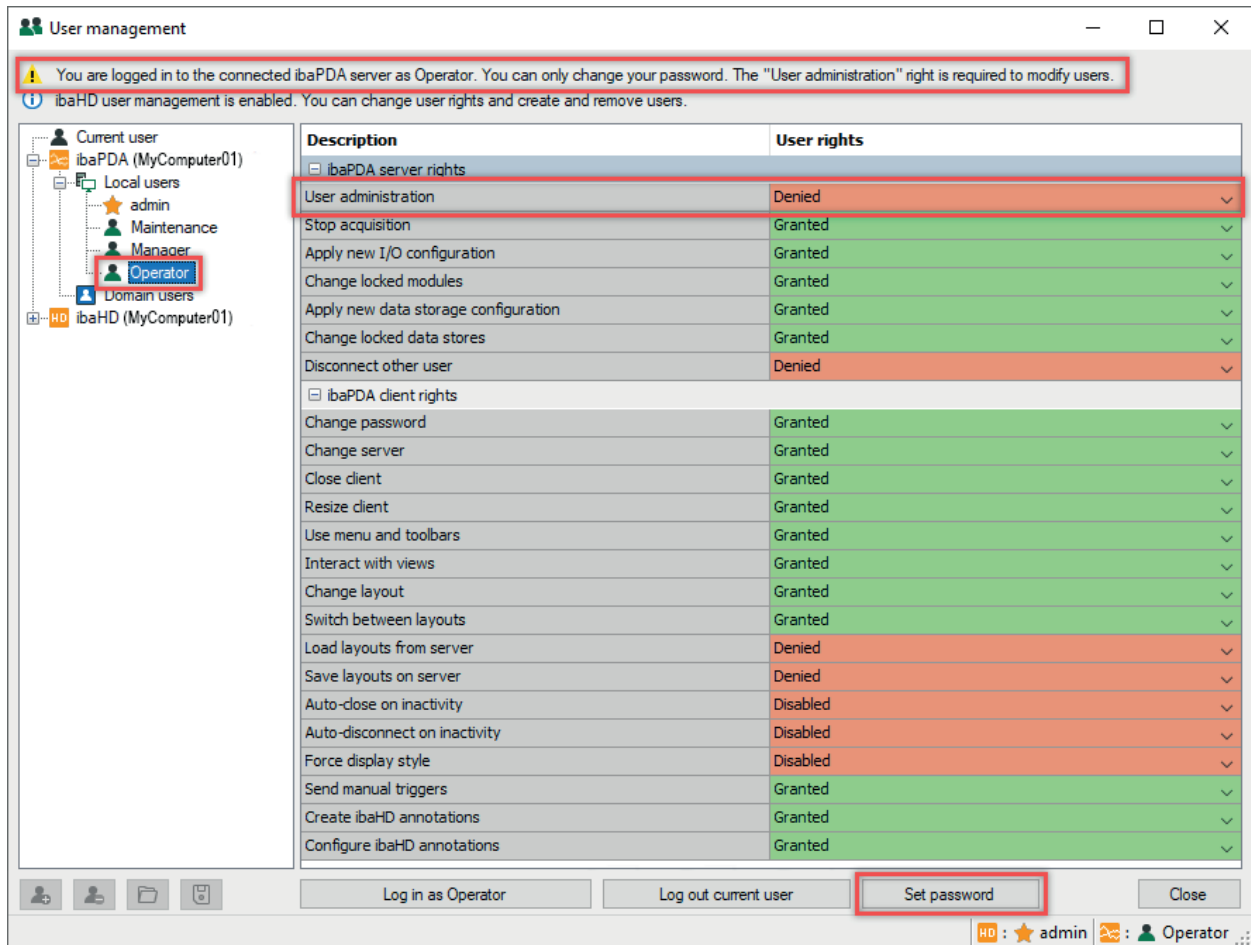 User management
You are logged in to the connected ibaPDA server as Operator. You can only change your password. The "User administration" right is required to modify users.
ibaHD user management is enabled. You can change user rights and create and remove users.
Current user
ibaPDA (MyComputer01)
Local users
admin
Maintenance
Manager
Operator
Domain users
HD ibaHD (MyComputer01)
Description User rights
ibaPDA server rights
User administration Denied
Stop acquisition Granted
Apply new I/O configuration Granted
Change locked modules Granted
Apply new data storage configuration Granted
Change locked data stores Granted
Disconnect other user Denied
ibaPDA client rights
Change password Granted
Change server Granted
Close client Granted
Resize client Granted
Use menu and toolbars Granted
Interact with views Granted
Change layout Granted
Switch between layouts Granted
Load layouts from server Denied
Save layouts on server Denied
Auto-close on inactivity Disabled
Auto-disconnect on inactivity Disabled
Force display style Disabled
Send manual triggers Granted
Create ibaHD annotations Granted
Configure ibaHD annotations Granted
Log in as Operator Log out current user Set password Close
HD : admin : Operator